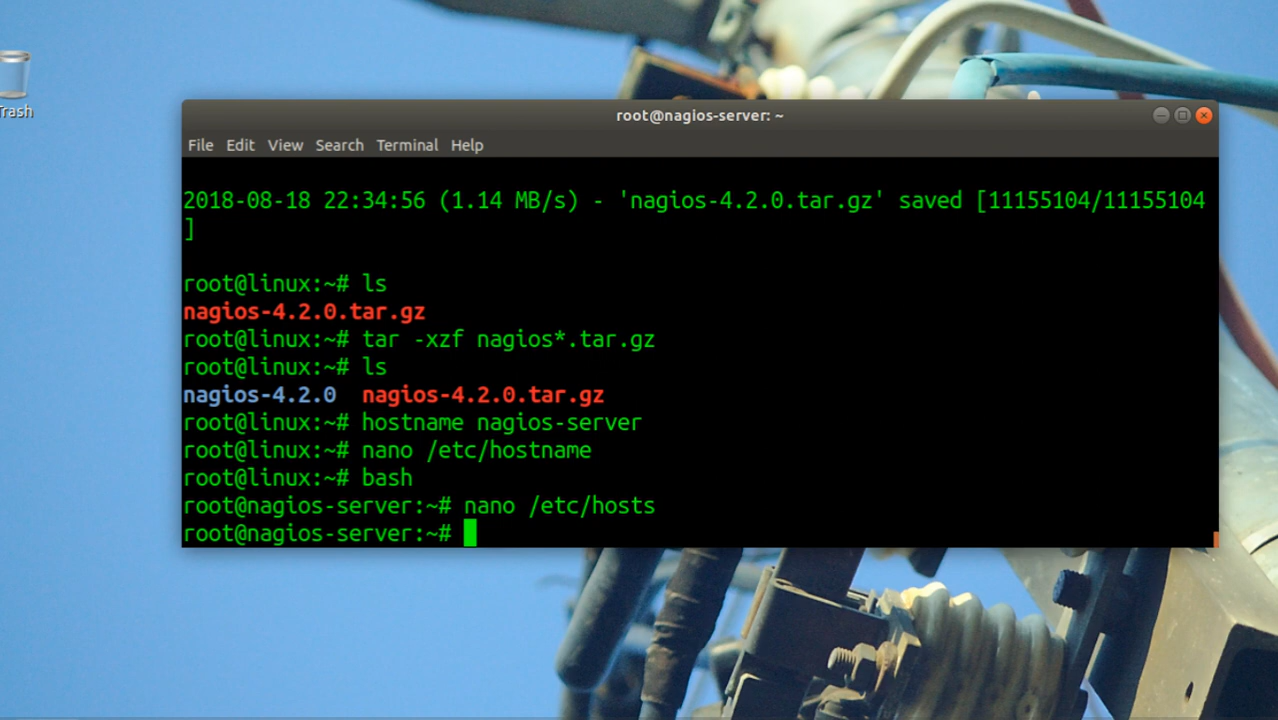 Trash
root@nagios-server: ~
File Edit View Search Terminal Help
2018-08-18 22:34:56 (1.14 MB/s) - 'nagios-4.2.0.tar.gz' saved [11155104/11155104
]
root@linux:~# ls
nagios-4.2.0.tar.gz
root@linux:~# tar -xzf nagios*.tar.gz
root@linux:~# ls
nagios-4.2.0  nagios-4.2.0.tar.gz
root@linux:~# hostname nagios-server
root@linux:~# nano /etc/hostname
root@linux:~# bash
root@nagios-server:~# nano /etc/hosts
root@nagios-server:~#